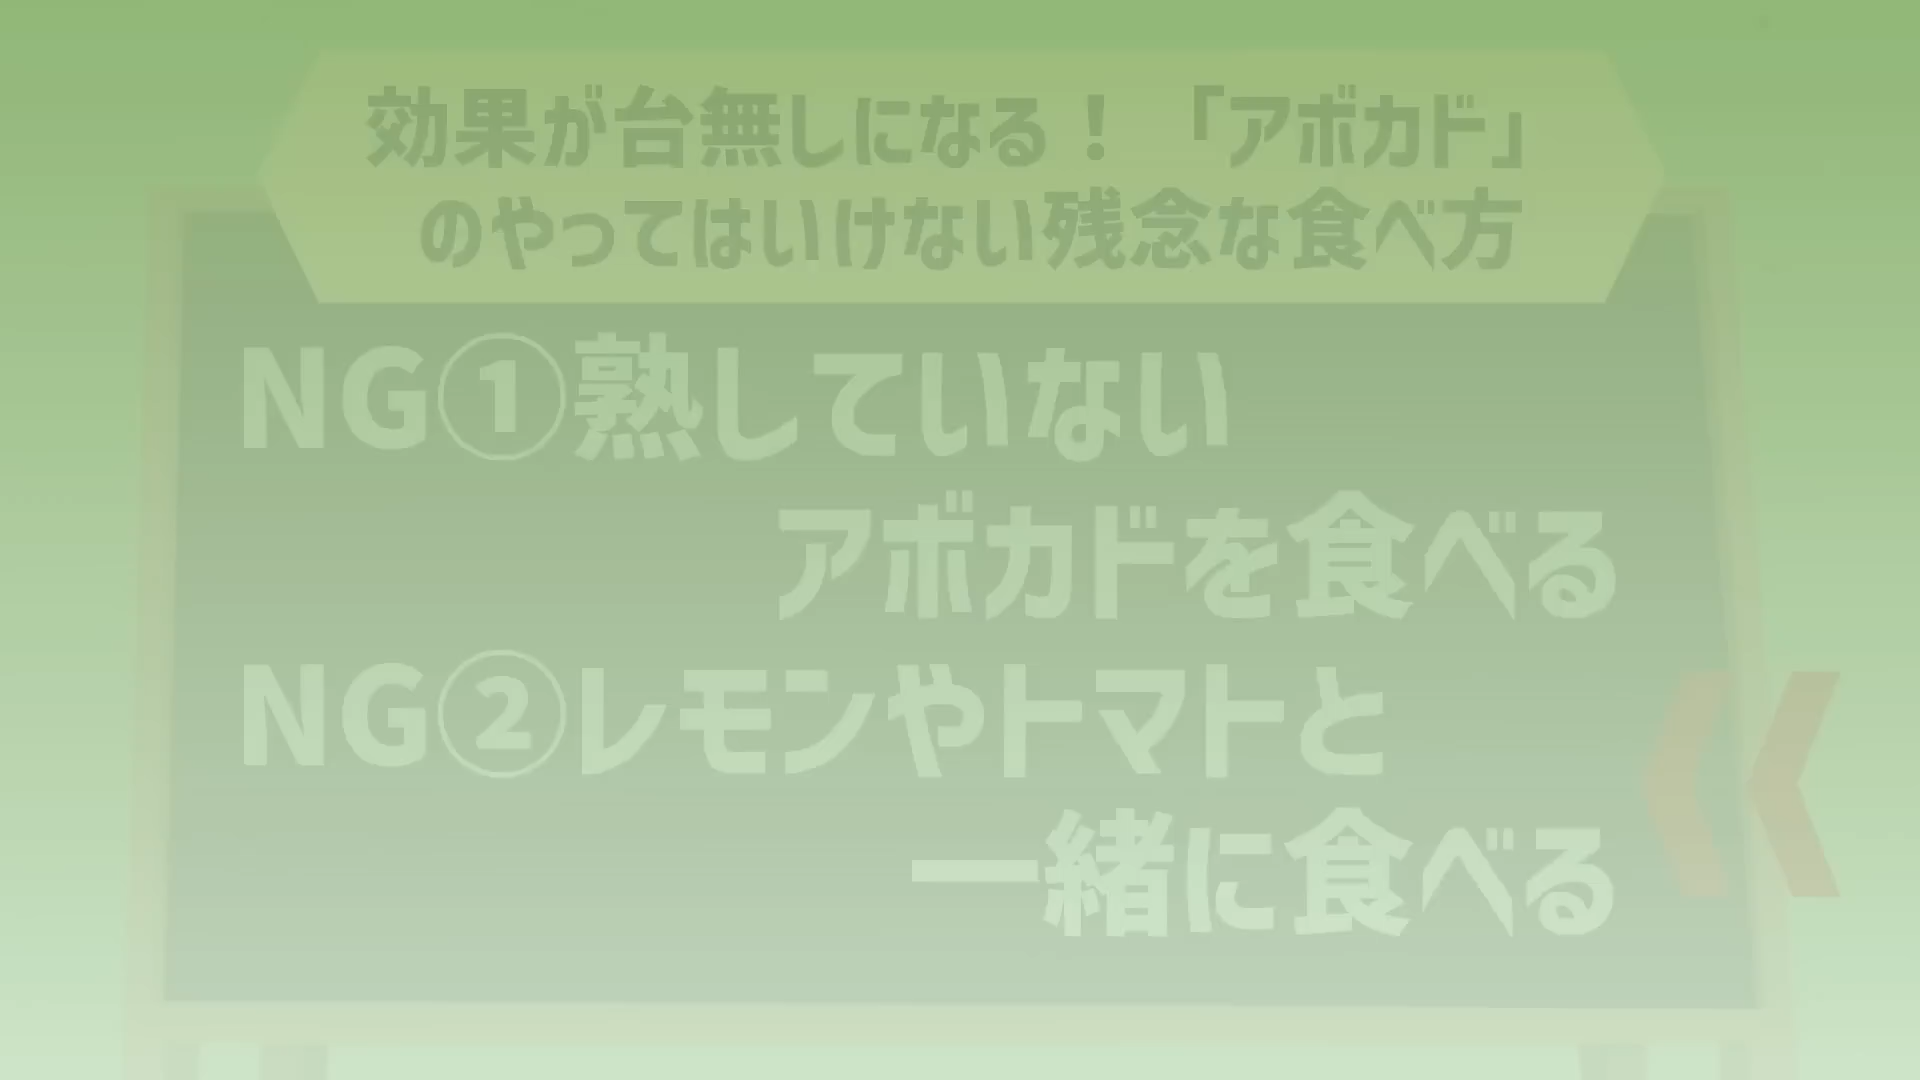 効果が台無しになる！「アボカド」
のやってはいけない残念な食べ方
NG①熟していない
アボカドを食べる
NG②レモンやトマトと
一緒に食べる